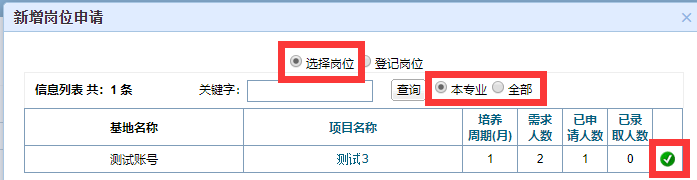 新增岗位申请
选择岗位 登记岗位
信息列表 共：1 条 关键字： 查询 本专业 全部
基地名称 项目名称 培养周期(月) 需求人数 已申请人数 已录取人数
测试账号 测试3 1 2 1 0